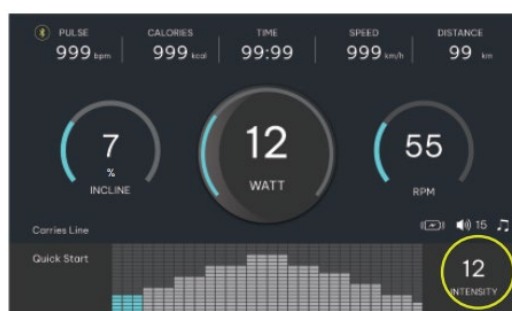 PULSE CALORIES TIME SPEED DISTANCE
999 bpm 999 kcal 99:99 999 km/h 99 km
7 12 55
%
INCLINE WATT RPM
Carries Line 15
Quick Start 12
INTENSITY